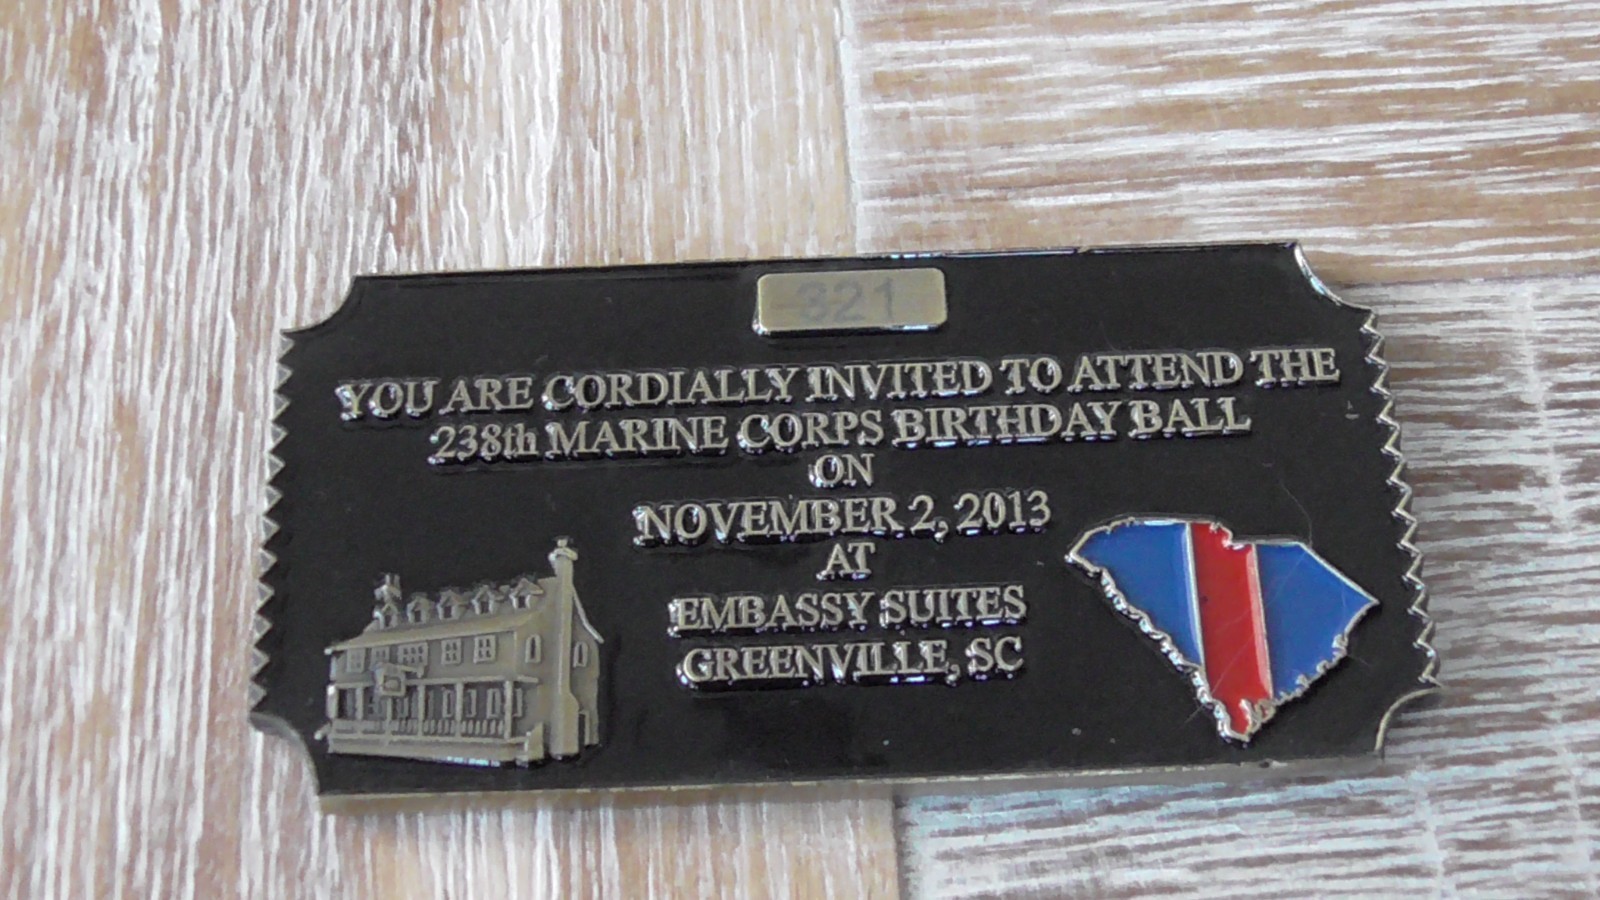 321
YOU ARE CORDIALLY INVITED TO ATTEND THE
238th MARINE CORPS BIRTHDAY BALL
ON
NOVEMBER 2, 2013
AT
EMBASSY SUITES
GREENVILLE, SC